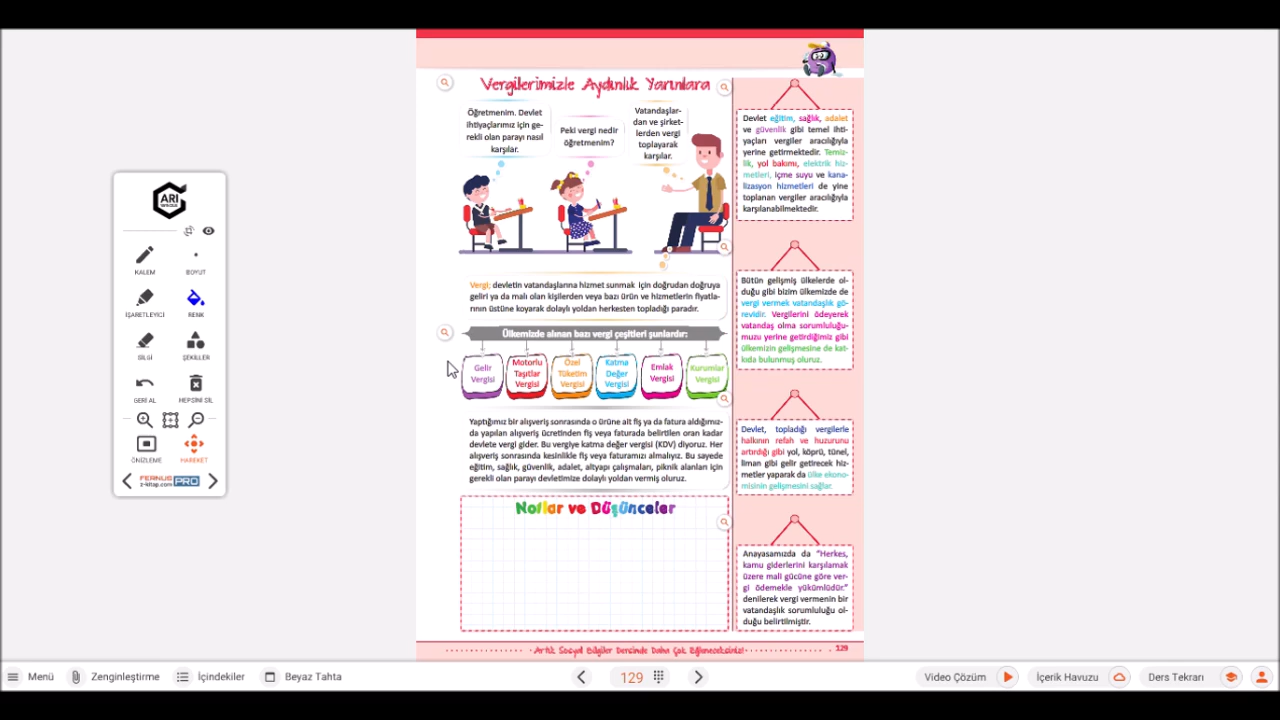 Vergilerimizle Aydınlık Yarınlara
Öğretmenim. Devlet
ihtiyaçlarımız için ge-
rekli olan parayı nasıl
karşılar.
Peki vergi nedir
öğretmenim?
Vatandaşlar-
dan ve şirket-
lerden vergi
toplayarak
karşılar.
Vergi; devletin vatandaşlarına hizmet sunmak için doğrudan doğruya
geliri ya da malı olan kişilerden veya bazı ürün ve hizmetlerin fiyatla-
rının üstüne koyarak dolaylı yoldan herkesten topladığı paradır.
Ülkemizde alınan bazı vergi çeşitleri şunlardır:
Gelir
Vergisi
Motorlu
Taşıtlar
Vergisi
Özel
Tüketim
Vergisi
Katma
Değer
Vergisi
Emlak
Vergisi
Kurumlar
Vergisi
Yaptığımız bir alışveriş sonrasında o ürüne ait fiş ya da fatura aldığımız-
da yapılan alışveriş ücretinden fiş veya faturada belirtilen oran kadar
devlete vergi gider. Bu vergiye katma değer vergisi (KDV) diyoruz. Her
alışveriş sonrasında kesinlikle fiş veya faturamızı almalıyız. Bu sayede
eğitim, sağlık, güvenlik, adalet, altyapı çalışmaları, piknik alanları için
gerekli olan parayı devletimize dolaylı yoldan vermiş oluruz.
Notlar ve Düşünceler
Devlet eğitim, sağlık, adalet
ve güvenlik gibi temel ihti-
yaçları vergiler aracılığıyla
yerine getirmektedir. Temiz-
lik, yol bakımı, elektrik hiz-
metleri, içme suyu ve kana-
lizasyon hizmetleri de yine
toplanan vergiler aracılığıyla
karşılanabilmektedir.
Bütün gelişmiş ülkelerde ol-
duğu gibi bizim ülkemizde de
vergi vermek vatandaşlık gö-
revidir. Vergilerini ödeyerek
vatandaş olma sorumluluğu-
muzu yerine getirdiğimiz gibi
ülkemizin gelişmesine de kat-
kıda bulunmuş oluruz.
Devlet, topladığı vergilerle
halkının refah ve huzurunu
artırdığı gibi yol, köprü, tünel,
liman gibi gelir getirecek hiz-
metler yaparak da ülke ekono-
misinin gelişmesini sağlar.
Anayasamızda da "Herkes,
kamu giderlerini karşılamak
üzere mali gücüne göre ver-
gi ödemekle yükümlüdür."
denilerek vergi vermenin bir
vatandaşlık sorumluluğu ol-
duğu belirtilmiştir.
Artık Sosyal Bilgiler Dersinde Daha Çok Eğleneceksiniz!
129
ARI
KALEM
BOYUT
İŞARETLEYİCİ
RENK
SİLGİ
ŞEKİLLER
GERİ AL
HEPSİNİ SİL
ÖNİZLEME
HAREKET
FERNUS
z-kitap.com
PRO
Menü
Zenginleştirme
İçindekiler
Beyaz Tahta
129
Video Çözüm
İçerik Havuzu
Ders Tekrarı